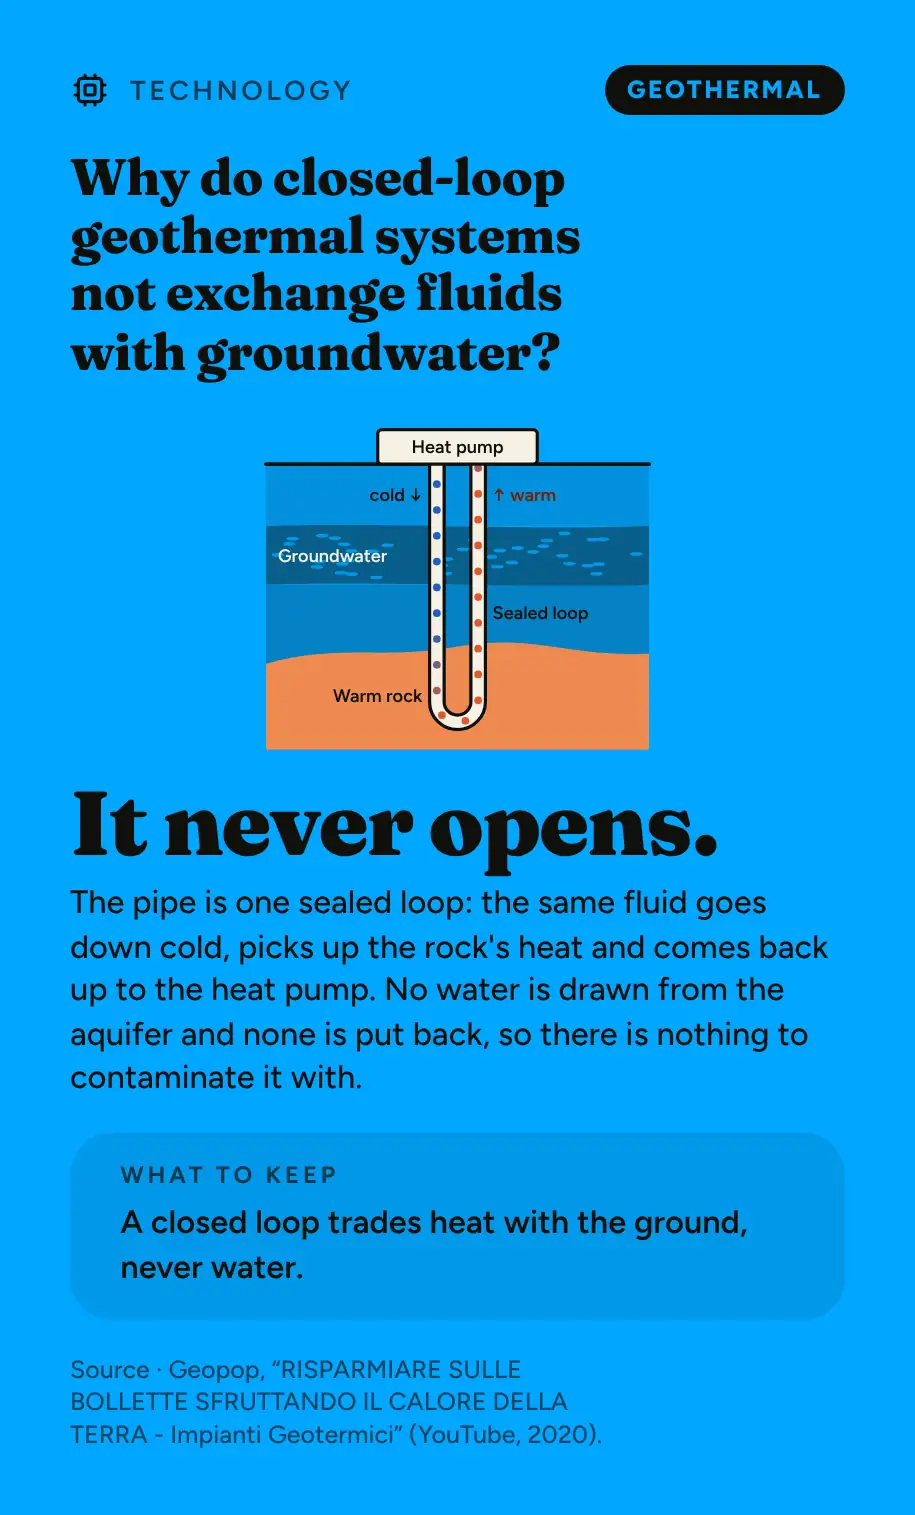 TECHNOLOGY
GEOTHERMAL
Why do closed-loop
geothermal systems
not exchange fluids
with groundwater?
Heat pump
cold ↓
↑ warm
Groundwater
Sealed loop
Warm rock
It never opens.
The pipe is one sealed loop: the same fluid goes
down cold, picks up the rock's heat and comes back
up to the heat pump. No water is drawn from the
aquifer and none is put back, so there is nothing to
contaminate it with.
WHAT TO KEEP
A closed loop trades heat with the ground,
never water.
Source · Geopop, “RISPARMIARE SULLE
BOLLETTE SFRUTTANDO IL CALORE DELLA
TERRA - Impianti Geotermici” (YouTube, 2020).